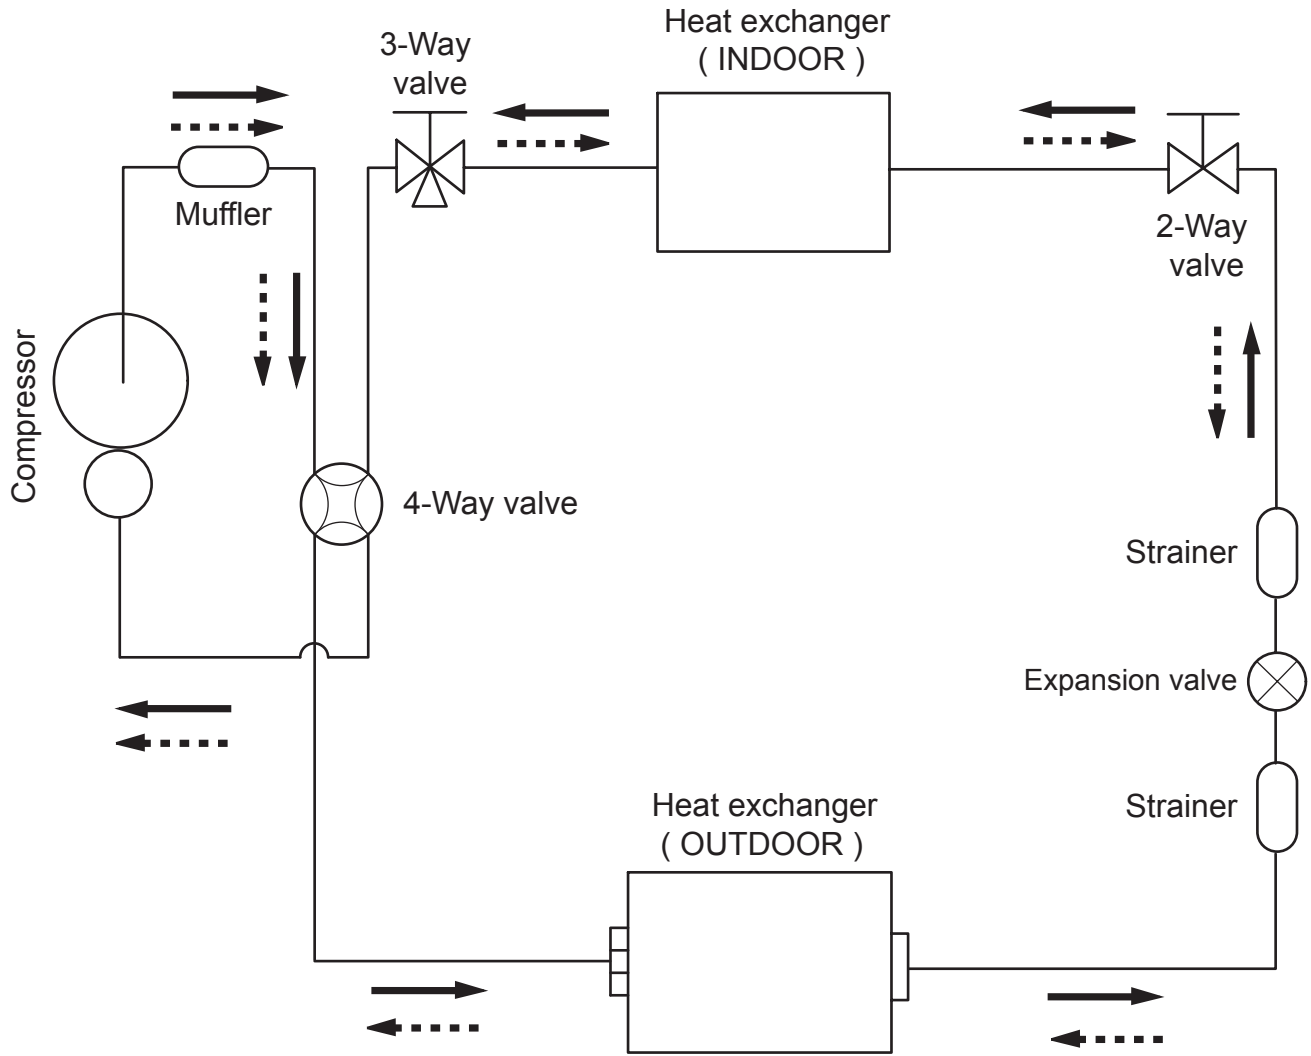 Heat exchanger
( INDOOR )
3-Way
valve
Muffler
2-Way
valve
Compressor
4-Way valve
Strainer
Expansion valve
Strainer
Heat exchanger
( OUTDOOR )